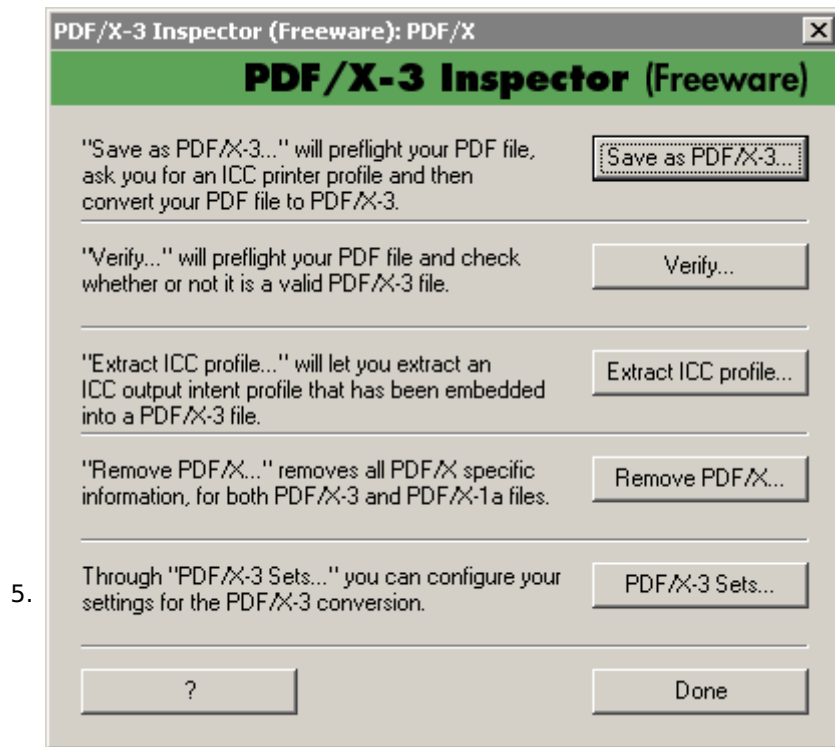 PDF/X-3 Inspector (Freeware): PDF/X
PDF/X-3 Inspector (Freeware)
"Save as PDF/X-3..." will preflight your PDF file,
ask you for an ICC printer profile and then
convert your PDF file to PDF/X-3.
Save as PDF/X-3...
"Verify..." will preflight your PDF file and check
whether or not it is a valid PDF/X-3 file.
Verify...
"Extract ICC profile..." will let you extract an
ICC output intent profile that has been embedded
into a PDF/X-3 file.
Extract ICC profile...
"Remove PDF/X..." removes all PDF/X specific
information, for both PDF/X-3 and PDF/X-1a files.
Remove PDF/X...
5.
Through "PDF/X-3 Sets..." you can configure your
settings for the PDF/X-3 conversion.
PDF/X-3 Sets...
?
Done